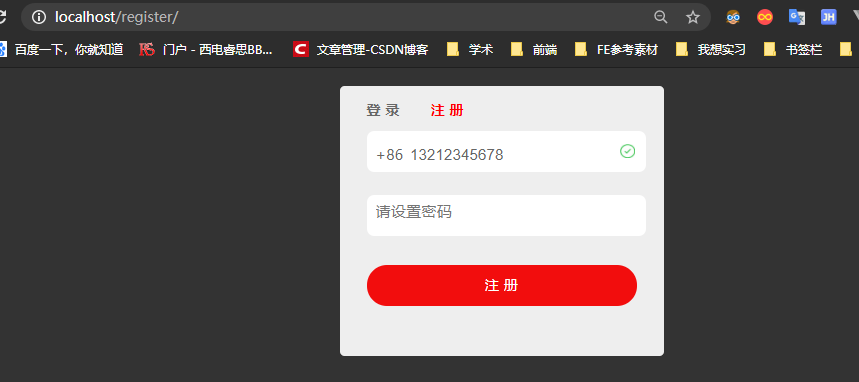 localhost/register/
百度一下，你就知道 门户 - 西电睿思BB... C 文章管理-CSDN博客 学术 前端 FE参考素材 我想实习 书签栏
JH
登 录 注 册
+86 13212345678
请设置密码
注 册